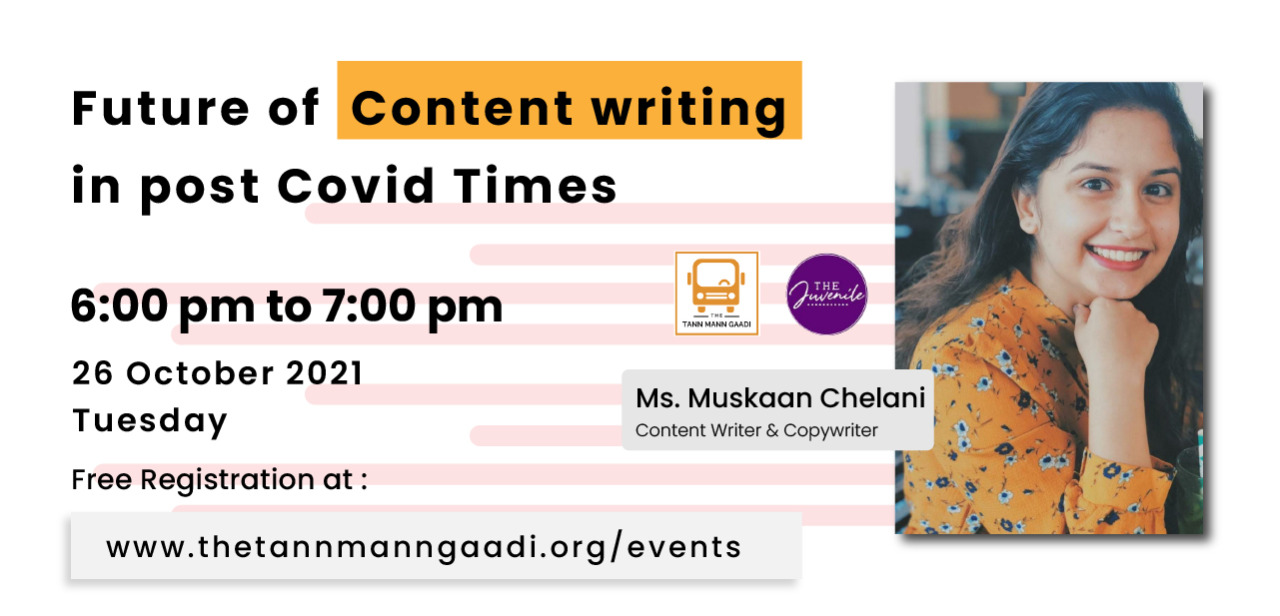 Future of Content writing
in post Covid Times
6:00 pm to 7:00 pm
26 October 2021
Tuesday
Free Registration at :
www.thetannmanngaadi.org/events
THE
TANN MANN GAADI
THE
Juvenile
Ms. Muskaan Chelani
Content Writer & Copywriter